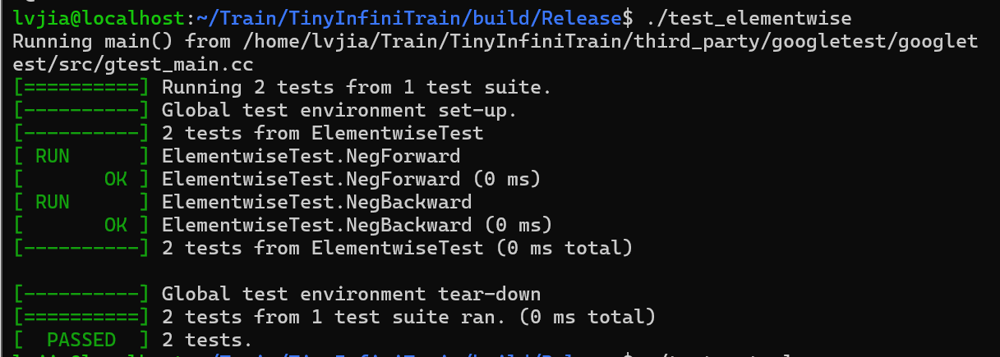 lvjia@localhost:~/Train/TinyInfiniTrain/build/Release$ ./test_elementwise
Running main() from /home/lvjia/Train/TinyInfiniTrain/third_party/googletest/googlet
est/src/gtest_main.cc
[==========] Running 2 tests from 1 test suite.
[----------] Global test environment set-up.
[----------] 2 tests from ElementwiseTest
[ RUN      ] ElementwiseTest.NegForward
[       OK ] ElementwiseTest.NegForward (0 ms)
[ RUN      ] ElementwiseTest.NegBackward
[       OK ] ElementwiseTest.NegBackward (0 ms)
[----------] 2 tests from ElementwiseTest (0 ms total)

[----------] Global test environment tear-down
[==========] 2 tests from 1 test suite ran. (0 ms total)
[  PASSED  ] 2 tests.